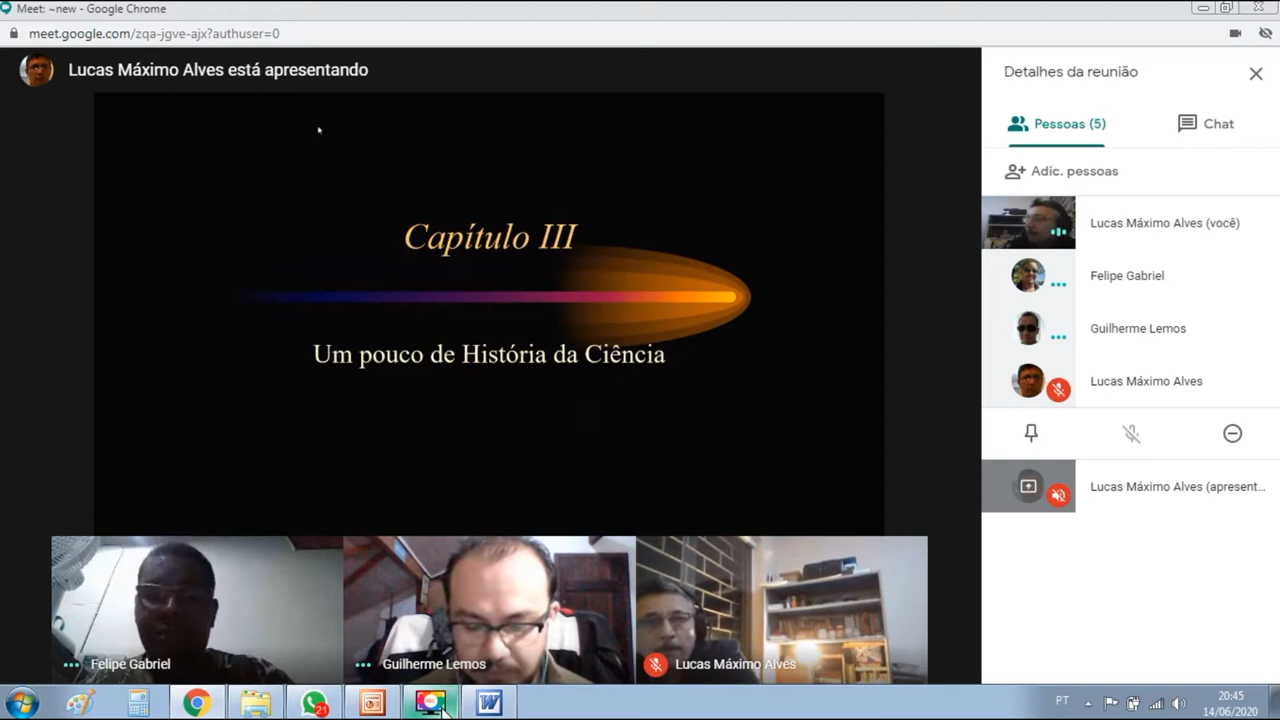 Meet: ~new - Google Chrome
meet.google.com/zqa-jgve-ajx?authuser=0
Lucas Máximo Alves está apresentando
Capítulo III
Um pouco de História da Ciência
Felipe Gabriel
Guilherme Lemos
Lucas Máximo Alves
Detalhes da reunião
Pessoas (5)
Chat
Adic. pessoas
Lucas Máximo Alves (você)
Felipe Gabriel
Guilherme Lemos
Lucas Máximo Alves
Lucas Máximo Alves (apresent...
21
REC
PT
20:45
14/06/2020